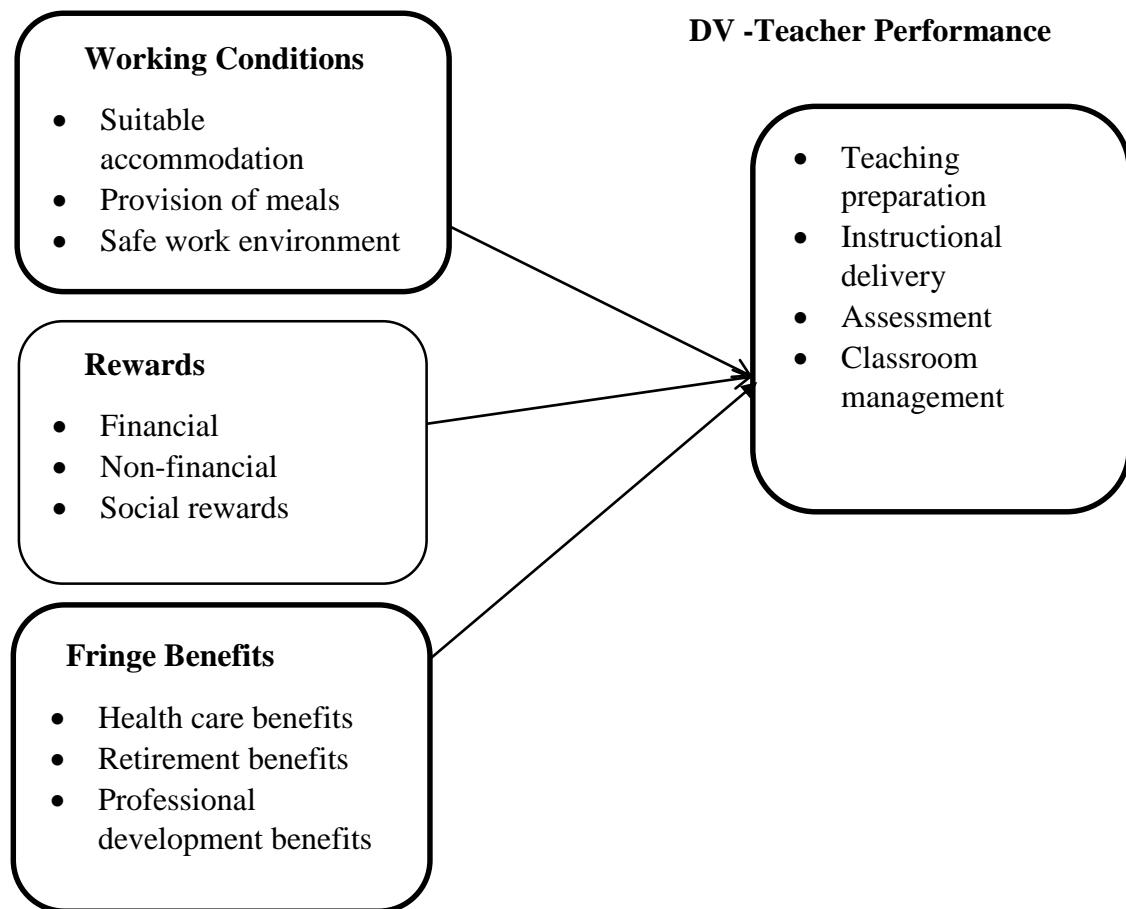 DV -Teacher Performance
Working Conditions
• Suitable
accommodation
• Provision of meals
• Safe work environment
Rewards
• Financial
• Non-financial
• Social rewards
Fringe Benefits
• Health care benefits
• Retirement benefits
• Professional
development benefits
• Teaching
preparation
• Instructional
delivery
• Assessment
• Classroom
management